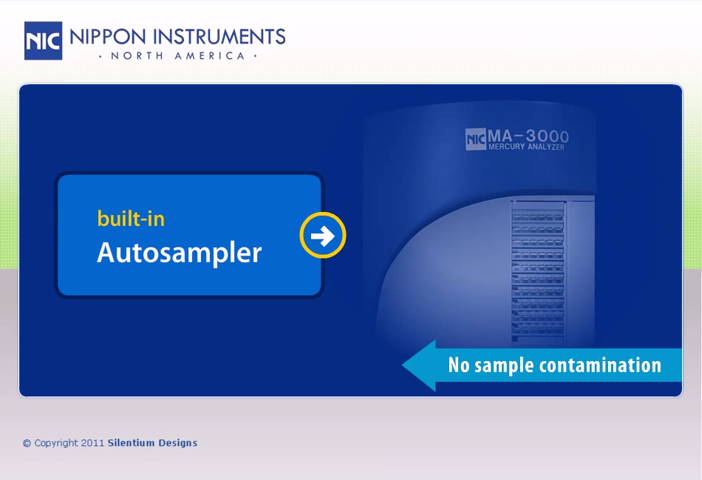 NIC NIPPON INSTRUMENTS
· NORTH AMERICA ·
NIC MA-3000
MERCURY ANALYZER
built-in
Autosampler
No sample contamination
© Copyright 2011 Silentium Designs